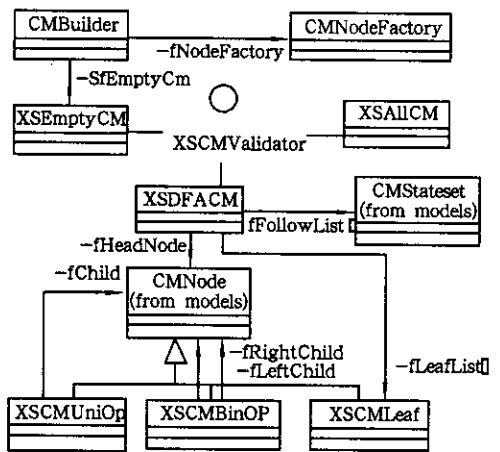 CMBuilder
CMNodeFactory
-fNodeFactory
-SfEmptyCm
XSEmptyCM
XSAllCM
XSCMValidator
XSDFACM
CMStateset
(from models)
fFollowList[]
-fHeadNode
-fChild
CMNode
(from models)
-fRightChild
-fLeftChild
-fLeafList[]
XSCMUniOp
XSCMBinOP
XSCMLeaf